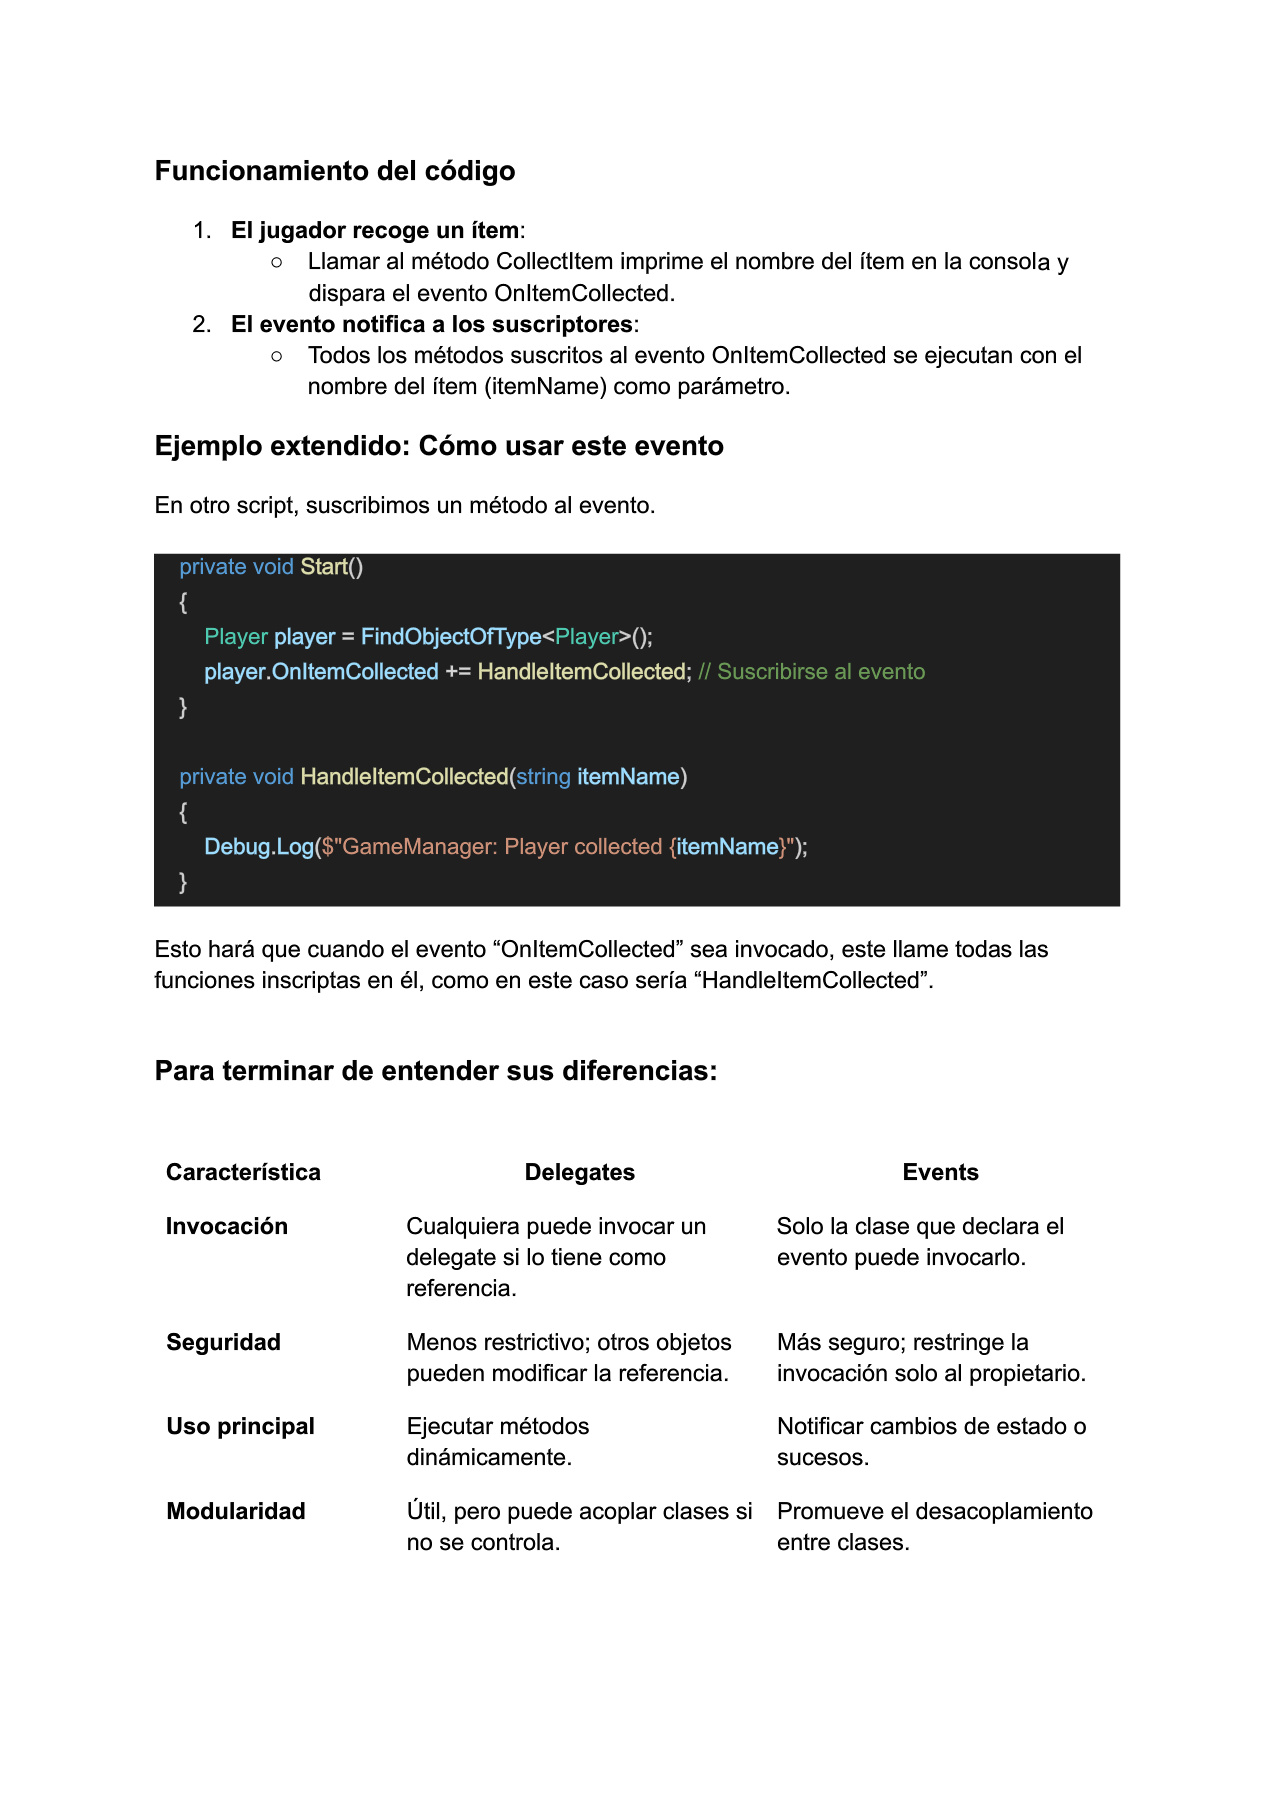 Funcionamiento del código
1. El jugador recoge un ítem:
○ Llamar al método CollectItem imprime el nombre del ítem en la consola y
dispara el evento OnItemCollected.
2. El evento notifica a los suscriptores:
○ Todos los métodos suscritos al evento OnItemCollected se ejecutan con el
nombre del ítem (itemName) como parámetro.
Ejemplo extendido: Cómo usar este evento
En otro script, suscribimos un método al evento.
private void Start()
{
Player player = FindObjectOfType<Player>();
player.OnItemCollected += HandleItemCollected; // Suscribirse al evento
}
private void HandleItemCollected(string itemName)
{
Debug.Log($"GameManager: Player collected {itemName}");
}
Esto hará que cuando el evento “OnItemCollected” sea invocado, este llame todas las
funciones inscriptas en él, como en este caso sería “HandleItemCollected”.
Para terminar de entender sus diferencias:
Característica Delegates Events
Invocación Cualquiera puede invocar un Solo la clase que declara el
delegate si lo tiene como evento puede invocarlo.
referencia.
Seguridad Menos restrictivo; otros objetos Más seguro; restringe la
pueden modificar la referencia. invocación solo al propietario.
Uso principal Ejecutar métodos Notificar cambios de estado o
dinámicamente. sucesos.
Modularidad Útil, pero puede acoplar clases si Promueve el desacoplamiento
no se controla. entre clases.